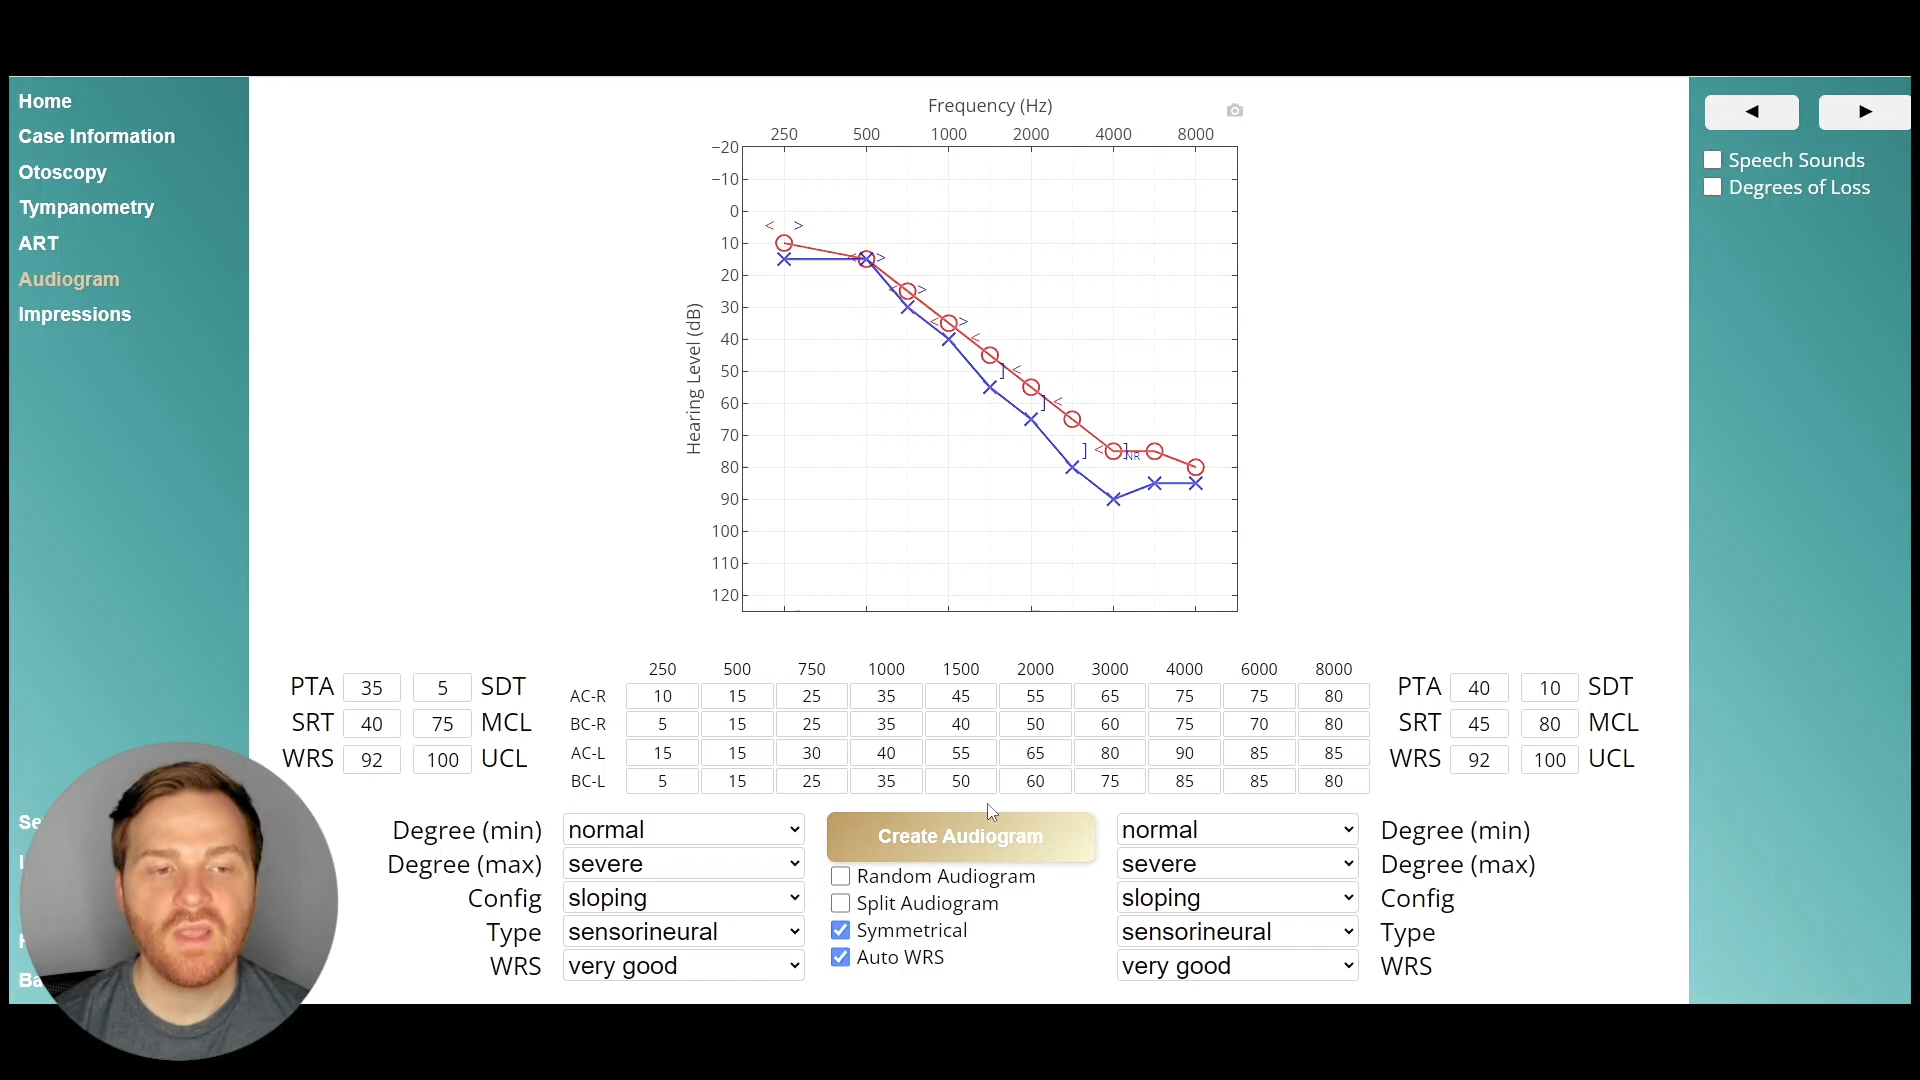 Home
Case Information
Otoscopy
Tympanometry
ART
Audiogram
Impressions
Frequency (Hz)
250 500 1000 2000 4000 8000
−20
−10
0
10
20
30
40
50
60
70
80
90
100
110
120
Hearing Level (dB)
NR
◄ ►
Speech Sounds
Degrees of Loss
PTA 35 5 SDT
SRT 40 75 MCL
WRS 92 100 UCL
250 500 750 1000 1500 2000 3000 4000 6000 8000
AC-R 10 15 25 35 45 55 65 75 75 80
BC-R 5 15 25 35 40 50 60 75 70 80
AC-L 15 15 30 40 55 65 80 90 85 85
BC-L 5 15 25 35 50 60 75 85 85 80
PTA 40 10 SDT
SRT 45 80 MCL
WRS 92 100 UCL
Degree (min) normal
Degree (max) severe
Config sloping
Type sensorineural
WRS very good
Create Audiogram
Random Audiogram
Split Audiogram
Symmetrical
Auto WRS
normal Degree (min)
severe Degree (max)
sloping Config
sensorineural Type
very good WRS